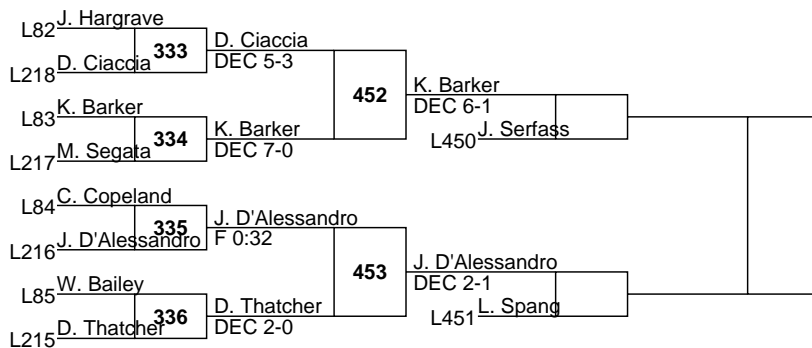 J. Hargrave
L82
333
D. Ciaccia
DEC 5-3
D. Ciaccia
L218
452
K. Barker
DEC 6-1
K. Barker
L83
334
K. Barker
DEC 7-0
J. Serfass
L450
M. Segata
L217
C. Copeland
L84
335
J. D'Alessandro
F 0:32
J. D'Alessandro
L216
453
J. D'Alessandro
DEC 2-1
W. Bailey
L85
336
D. Thatcher
DEC 2-0
L. Spang
L451
D. Thatcher
L215